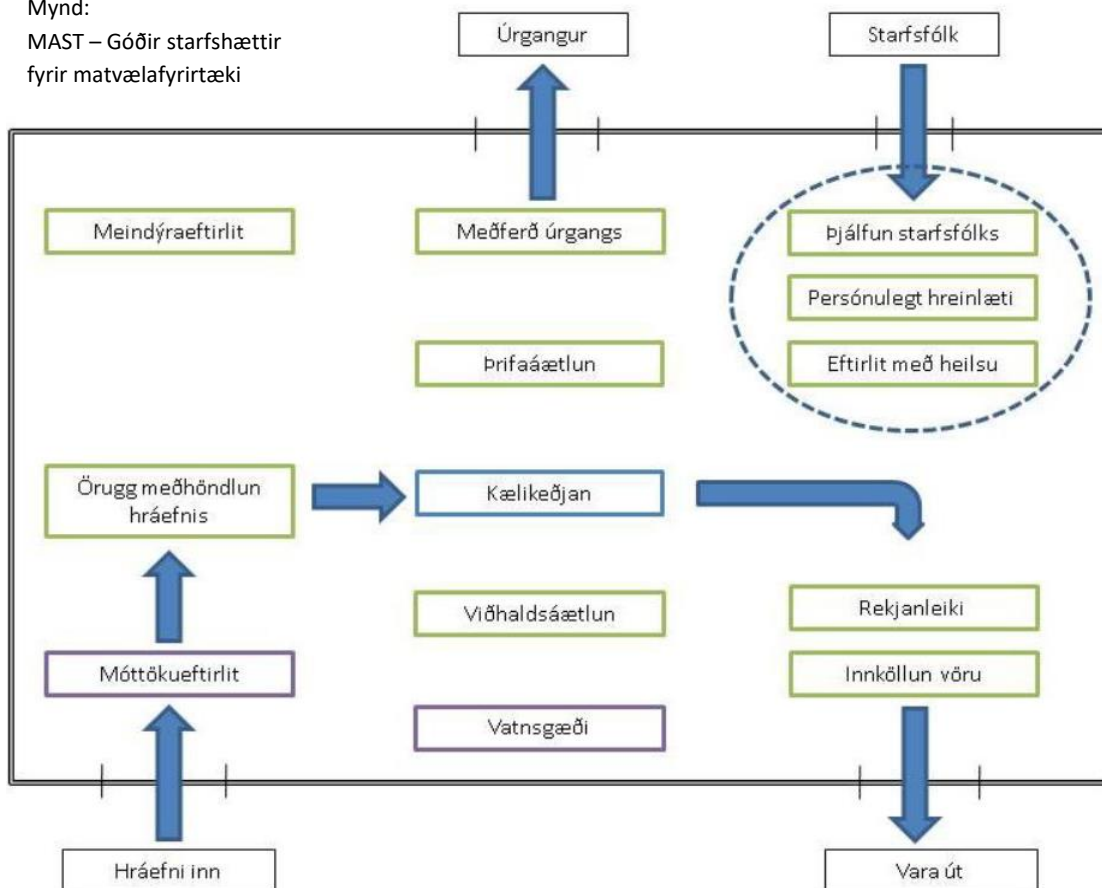 Mynd:
MAST – Góðir starfshættir
fyrir matvælafyrirtæki
Úrgangur
Starfsfólk
Meindýraeftirlit
Meðferð úrgangs
Þjálfun starfsfólks
Persónulegt hreinlæti
Þrifaáætlun
Eftirlit með heilsu
Örugg meðhöndlun
hráefnis
Kælikeðjan
Viðhaldsáætlun
Rekjanleiki
Móttökueftirlit
Innköllun vöru
Vatnsgæði
Hráefni inn
Vara út